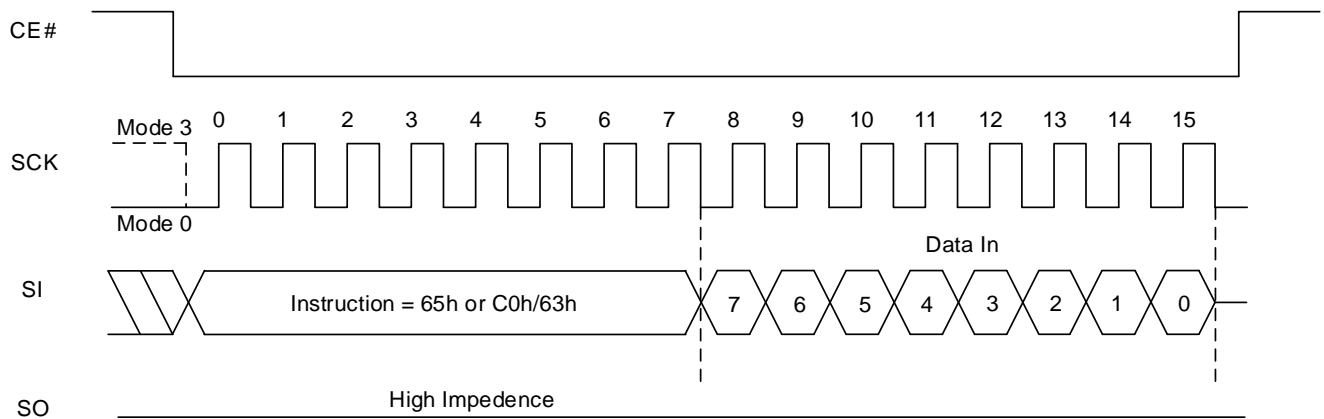 CE#
Mode 3 0 1 2 3 4 5 6 7 8 9 10 11 12 13 14 15
SCK
Mode 0
Data In
SI
Instruction = 65h or C0h/63h 7 6 5 4 3 2 1 0
High Impedence
SO